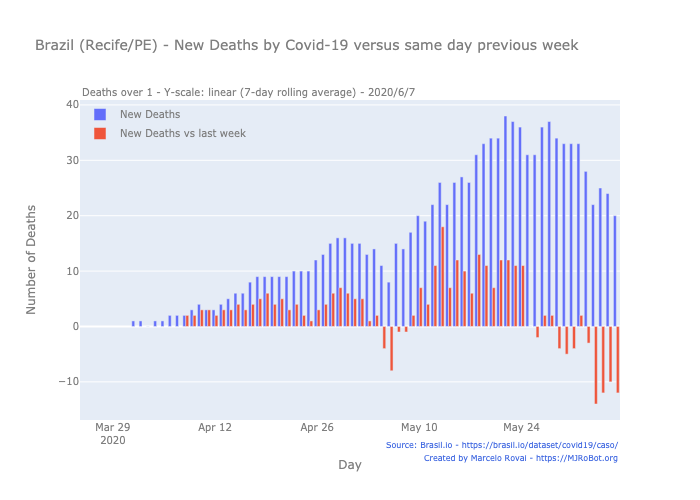 Brazil (Recife/PE) - New Deaths by Covid-19 versus same day previous week
Deaths over 1 - Y-scale: linear (7-day rolling average) - 2020/6/7
New Deaths
New Deaths vs last week
40
30
20
10
0
−10
Number of Deaths
Mar 29
2020
Apr 12
Apr 26
May 10
May 24
Day
Source: Brasil.io - https://brasil.io/dataset/covid19/caso/
Created by Marcelo Rovai - https://MJRoBot.org